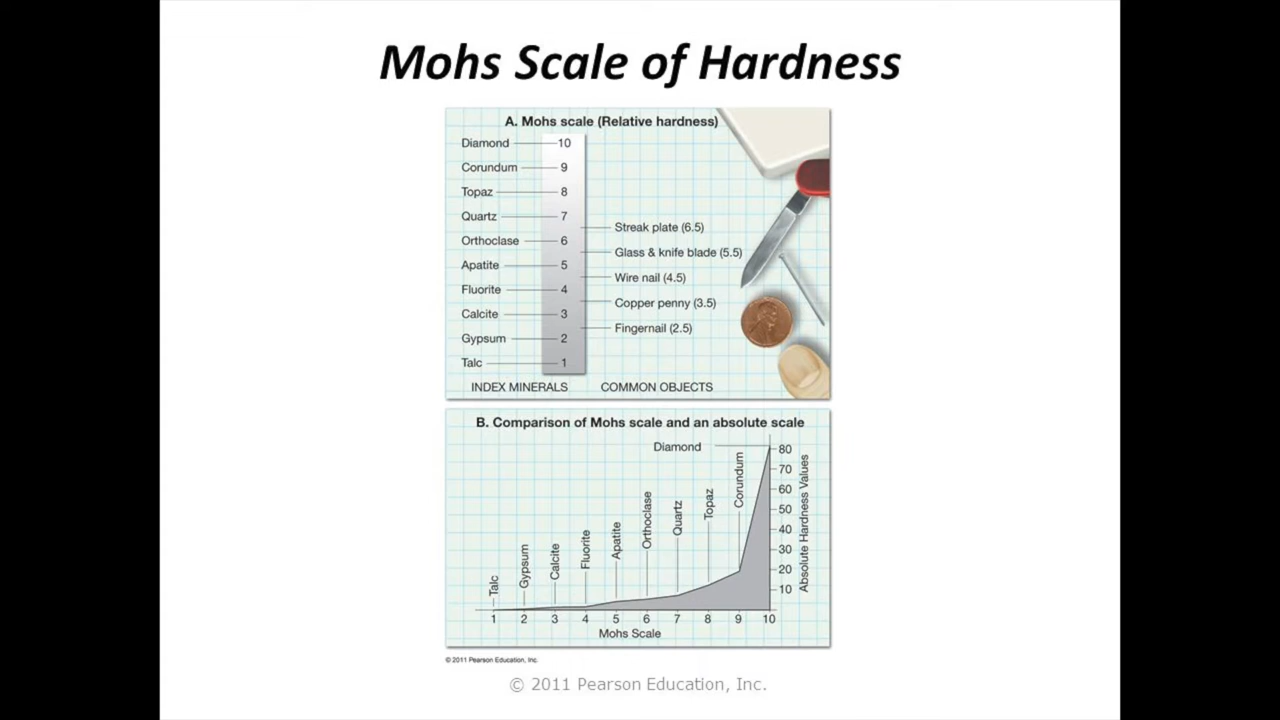 Mohs Scale of Hardness
A. Mohs scale (Relative hardness)
Diamond 10
Corundum 9
Topaz 8
Quartz 7
Orthoclase 6
Apatite 5
Fluorite 4
Calcite 3
Gypsum 2
Talc 1
Streak plate (6.5)
Glass & knife blade (5.5)
Wire nail (4.5)
Copper penny (3.5)
Fingernail (2.5)
INDEX MINERALS
COMMON OBJECTS
B. Comparison of Mohs scale and an absolute scale
Diamond
Talc
Gypsum
Calcite
Fluorite
Apatite
Orthoclase
Quartz
Topaz
Corundum
80
70
60
50
40
30
20
10
Absolute Hardness Values
1 2 3 4 5 6 7 8 9 10
Mohs Scale
© 2011 Pearson Education, Inc.
© 2011 Pearson Education, Inc.